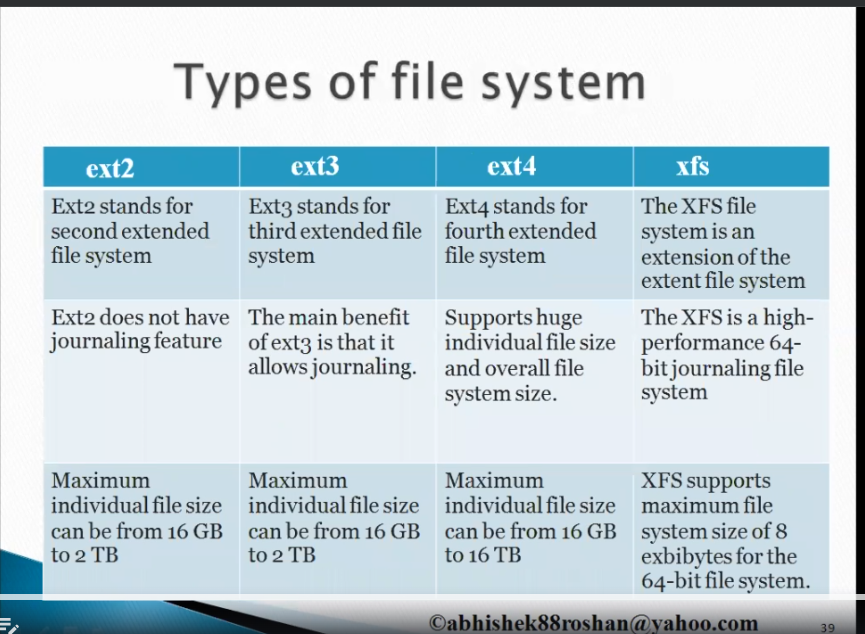 Types of file system
ext2
ext3
ext4
xfs
Ext2 stands for
second extended
file system
Ext3 stands for
third extended file
system
Ext4 stands for
fourth extended
file system
The XFS file
system is an
extension of the
extent file system
Ext2 does not have
journaling feature
The main benefit
of ext3 is that it
allows journaling.
Supports huge
individual file size
and overall file
system size.
The XFS is a high-
performance 64-
bit journaling file
system
Maximum
individual file size
can be from 16 GB
to 2 TB
Maximum
individual file size
can be from 16 GB
to 2 TB
Maximum
individual file size
can be from 16 GB
to 16 TB
XFS supports
maximum file
system size of 8
exbibytes for the
64-bit file system.
©abhishek88roshan@yahoo.com
39